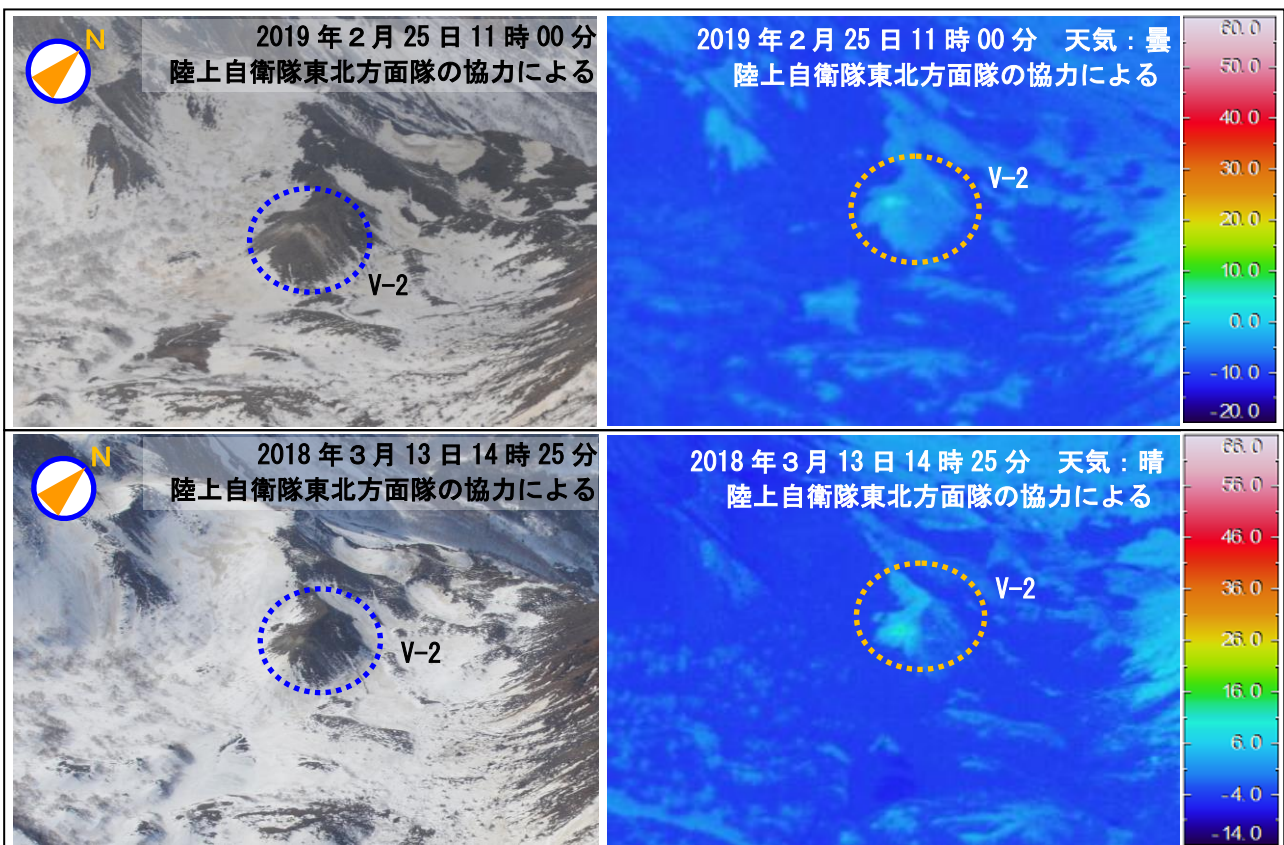 N
2019年2月25日11時00分
陸上自衛隊東北方面隊の協力による
V-2
2019年2月25日11時00分 天気:曇
陸上自衛隊東北方面隊の協力による
V-2
60.0
50.0
40.0
30.0
20.0
10.0
0.0
-10.0
-20.0
N
2018年3月13日14時25分
陸上自衛隊東北方面隊の協力による
V-2
2018年3月13日14時25分 天気:晴
陸上自衛隊東北方面隊の協力による
V-2
66.0
56.0
46.0
36.0
26.0
16.0
6.0
-4.0
-14.0